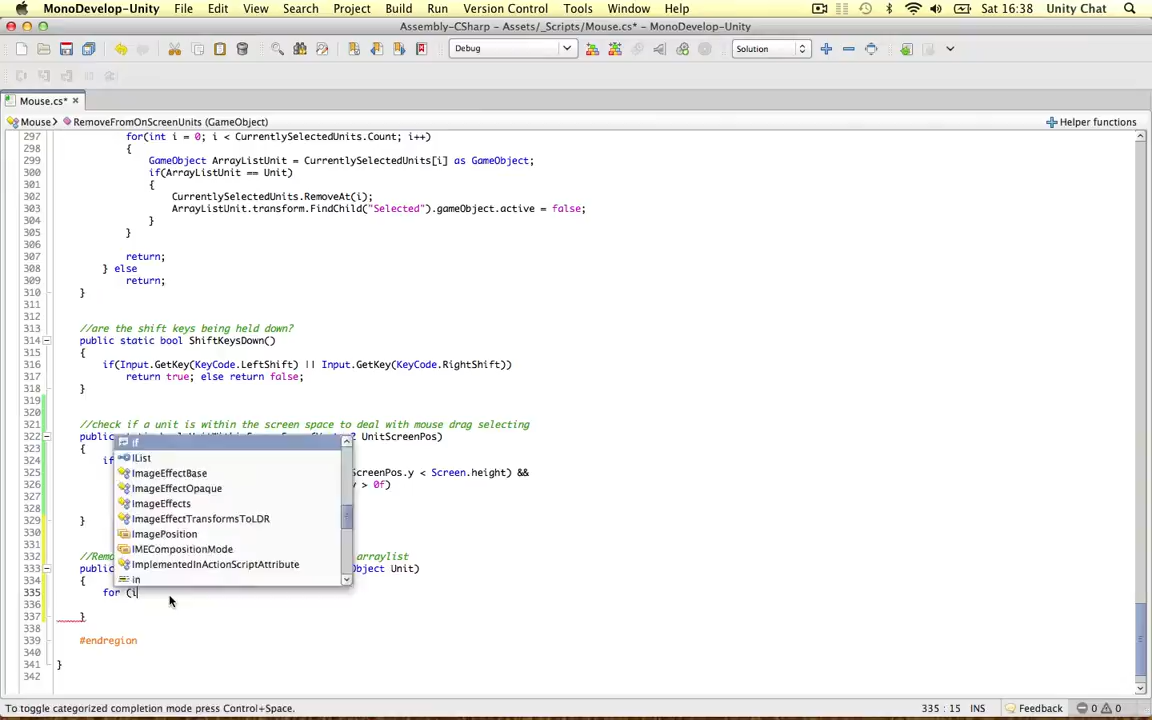 MonoDevelop-Unity File Edit View Search Project Build Run Version Control Tools Window Help Sat 16:38 Unity Chat
Assembly-CSharp - Assets/_Scripts/Mouse.cs* - MonoDevelop-Unity
Debug Solution
Mouse.cs* ×
Mouse RemoveFromOnScreenUnits (GameObject) Helper functions
297 for(int i = 0; i < CurrentlySelectedUnits.Count; i++)
298 {
299 GameObject ArrayListUnit = CurrentlySelectedUnits[i] as GameObject;
300 if(ArrayListUnit == Unit)
301 {
302 CurrentlySelectedUnits.RemoveAt(i);
303 ArrayListUnit.transform.FindChild("Selected").gameObject.active = false;
304 }
305 }
306
307 return;
308 } else
309 return;
310 }
311
312
313 //are the shift keys being held down?
314 public static bool ShiftKeysDown()
315 {
316 if(Input.GetKey(KeyCode.LeftShift) || Input.GetKey(KeyCode.RightShift))
317 return true; else return false;
318 }
319
320
321 //check if a unit is within the screen space to deal with mouse drag selecting
322 publi UnitScreenPos)
323 {
324 if
325 ScreenPos.y < Screen.height) &&
326 y > 0f)
327
328
329 }
330
331
332 //Rem arraylist
333 publi bject Unit)
334 {
335 for (i
336
337 }
338
339 #endregion
340
341 }
342
if
IList
ImageEffectBase
ImageEffectOpaque
ImageEffects
ImageEffectTransformsToLDR
ImagePosition
IMECompositionMode
ImplementedInActionScriptAttribute
in
To toggle categorized completion mode press Control+Space. 335 : 15 INS Feedback 0 0